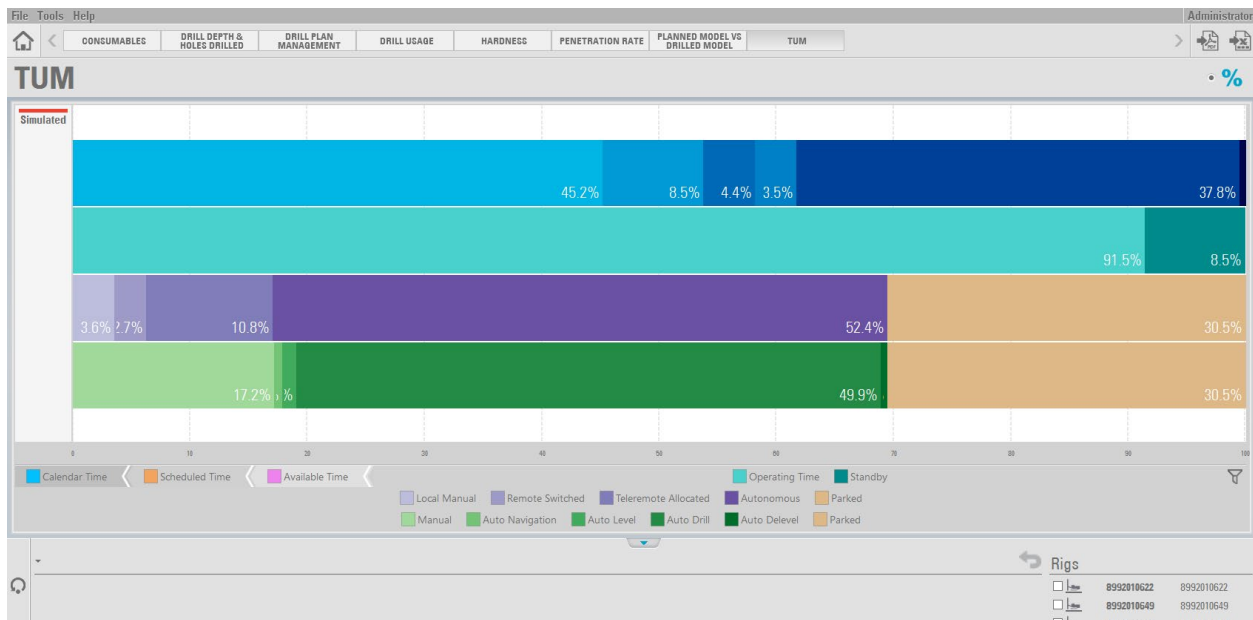 File Tools Help Administrator
CONSUMABLES DRILL DEPTH & HOLES DRILLED DRILL PLAN MANAGEMENT DRILL USAGE HARDNESS PENETRATION RATE PLANNED MODEL VS DRILLED MODEL TUM
TUM %
Simulated
45.2% 8.5% 4.4% 3.5% 37.8%
91.5% 8.5%
3.6% 2.7% 10.8% 52.4% 30.5%
17.2% % 49.9% 30.5%
0 10 20 30 40 50 60 70 80 90 100
Calendar Time Scheduled Time Available Time Operating Time Standby
Local Manual Remote Switched Teleremote Allocated Autonomous Parked
Manual Auto Navigation Auto Level Auto Drill Auto Delevel Parked
Rigs
8992010622 8992010622
8992010649 8992010649